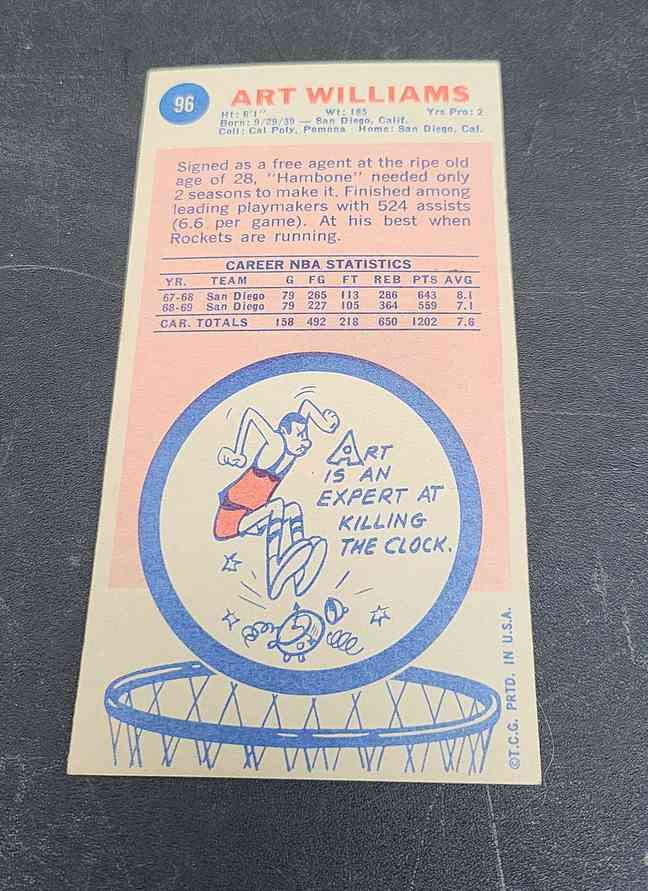 96
ART WILLIAMS
Ht: 6'1" Wt: 185 Yrs Pro: 2
Born: 9/29/39 — San Diego, Calif.
Coll: Cal Poly, Pomona Home: San Diego, Cal.
Signed as a free agent at the ripe old
age of 28, "Hambone" needed only
2 seasons to make it. Finished among
leading playmakers with 524 assists
(6.6 per game). At his best when
Rockets are running.
CAREER NBA STATISTICS
YR. TEAM G FG FT REB PTS AVG
67-68 San Diego 79 265 113 286 643 8.1
68-69 San Diego 79 227 105 364 559 7.1
CAR. TOTALS 158 492 218 650 1202 7.6
ART
IS AN
EXPERT AT
KILLING
THE CLOCK.
©T.C.G. PRTD. IN U.S.A.